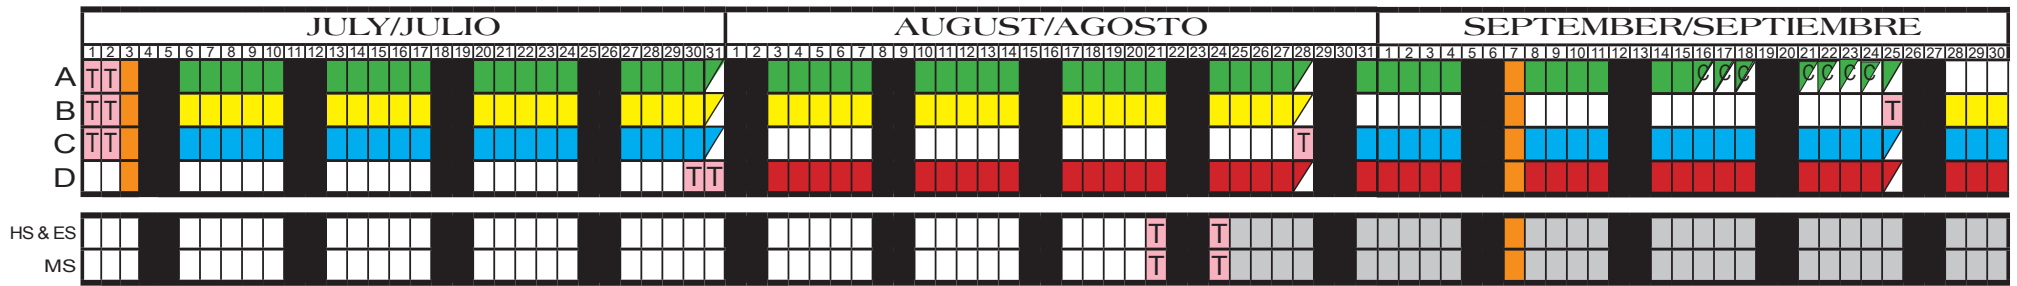 JULY/JULIO AUGUST/AGOSTO SEPTEMBER/SEPTIEMBRE
1 2 3 4 5 6 7 8 9 10 11 12 13 14 15 16 17 18 19 20 21 22 23 24 25 26 27 28 29 30 31 1 2 3 4 5 6 7 8 9 10 11 12 13 14 15 16 17 18 19 20 21 22 23 24 25 26 27 28 29 30 31 1 2 3 4 5 6 7 8 9 10 11 12 13 14 15 16 17 18 19 20 21 22 23 24 25 26 27 28 29 30
A T T C C C C C C C
B T T T
C T T T
D T T
HS & ES T T
MS T T